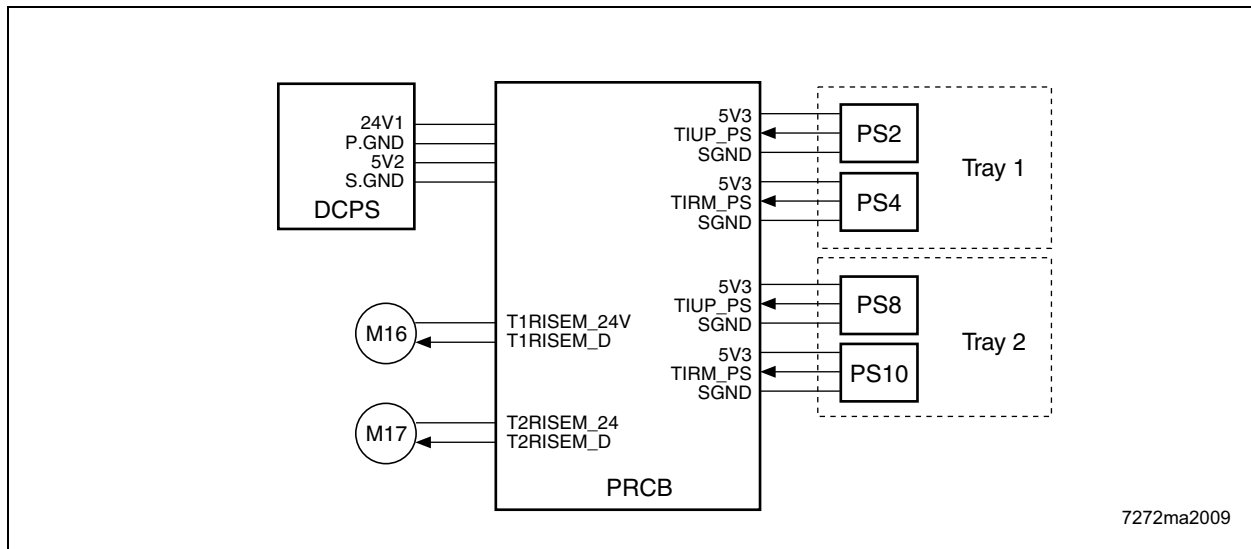 24V1
P.GND
5V2
S.GND
DCPS
M16
T1RISEM_24V
T1RISEM_D
M17
T2RISEM_24
T2RISEM_D
PRCB
5V3
TIUP_PS
SGND
PS2
5V3
TIRM_PS
SGND
PS4
Tray 1
5V3
TIUP_PS
SGND
PS8
5V3
TIRM_PS
SGND
PS10
Tray 2
7272ma2009